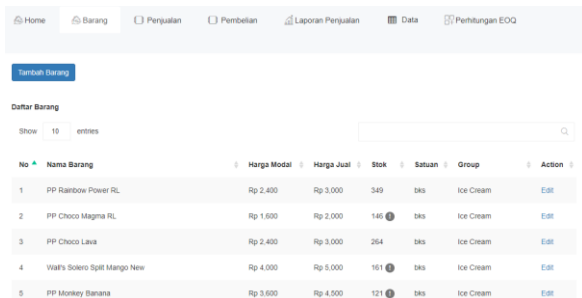 Home Barang Penjualan Pembelian Laporan Penjualan Data Perhitungan EOQ
Tambah Barang
Daftar Barang
Show 10 entries
No Nama Barang Harga Modal Harga Jual Stok Satuan Group Action
1 PP Rainbow Power RL Rp 2,400 Rp 3,000 349 bks Ice Cream Edit
2 PP Choco Magma RL Rp 1,600 Rp 2,000 146 bks Ice Cream Edit
3 PP Choco Lava Rp 2,400 Rp 3,000 264 bks Ice Cream Edit
4 Wall's Solero Split Mango New Rp 4,000 Rp 5,000 161 bks Ice Cream Edit
5 PP Monkey Banana Rp 3,600 Rp 4,500 121 bks Ice Cream Edit